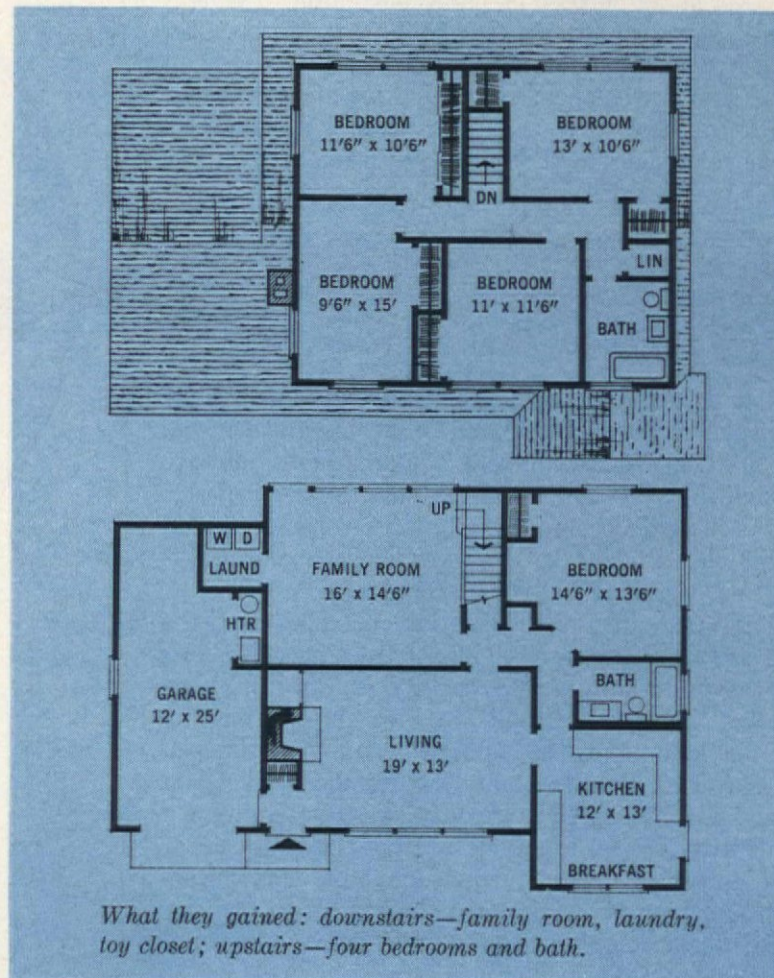 BEDROOM
11'6" x 10'6"
BEDROOM
13' x 10'6"
DN
BEDROOM
9'6" x 15'
BEDROOM
11' x 11'6"
LIN
BATH
UP
W D
LAUND
FAMILY ROOM
16' x 14'6"
BEDROOM
14'6" x 13'6"
HTR
GARAGE
12' x 25'
BATH
LIVING
19' x 13'
KITCHEN
12' x 13'
BREAKFAST
What they gained: downstairs—family room, laundry,
toy closet; upstairs—four bedrooms and bath.